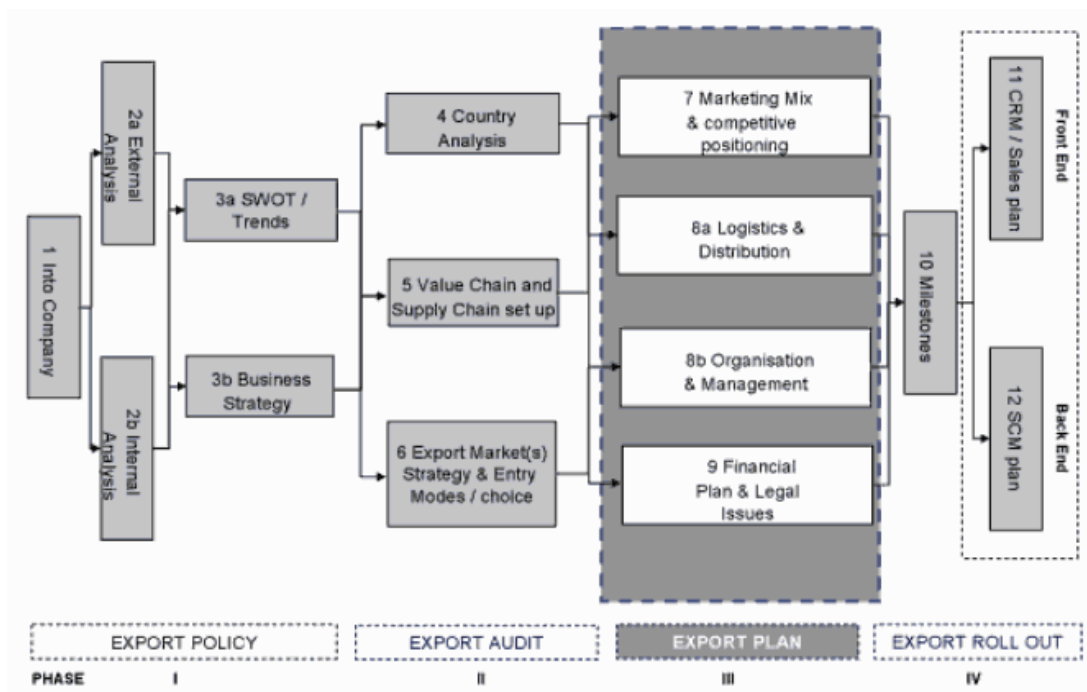 1 Into Company
2a External
Analysis
2b Internal
Analysis
3a SWOT /
Trends
3b Business
Strategy
4 Country
Analysis
5 Value Chain and
Supply Chain set up
6 Export Market(s)
Strategy & Entry
Modes / choice
7 Marketing Mix
& competitive
positioning
8a Logistics &
Distribution
8b Organisation
& Management
9 Financial
Plan & Legal
Issues
10 Milestones
11 CRM / Sales plan
Front End
12 SCM plan
Back End
EXPORT POLICY
EXPORT AUDIT
EXPORT PLAN
EXPORT ROLL OUT
PHASE I II III IV